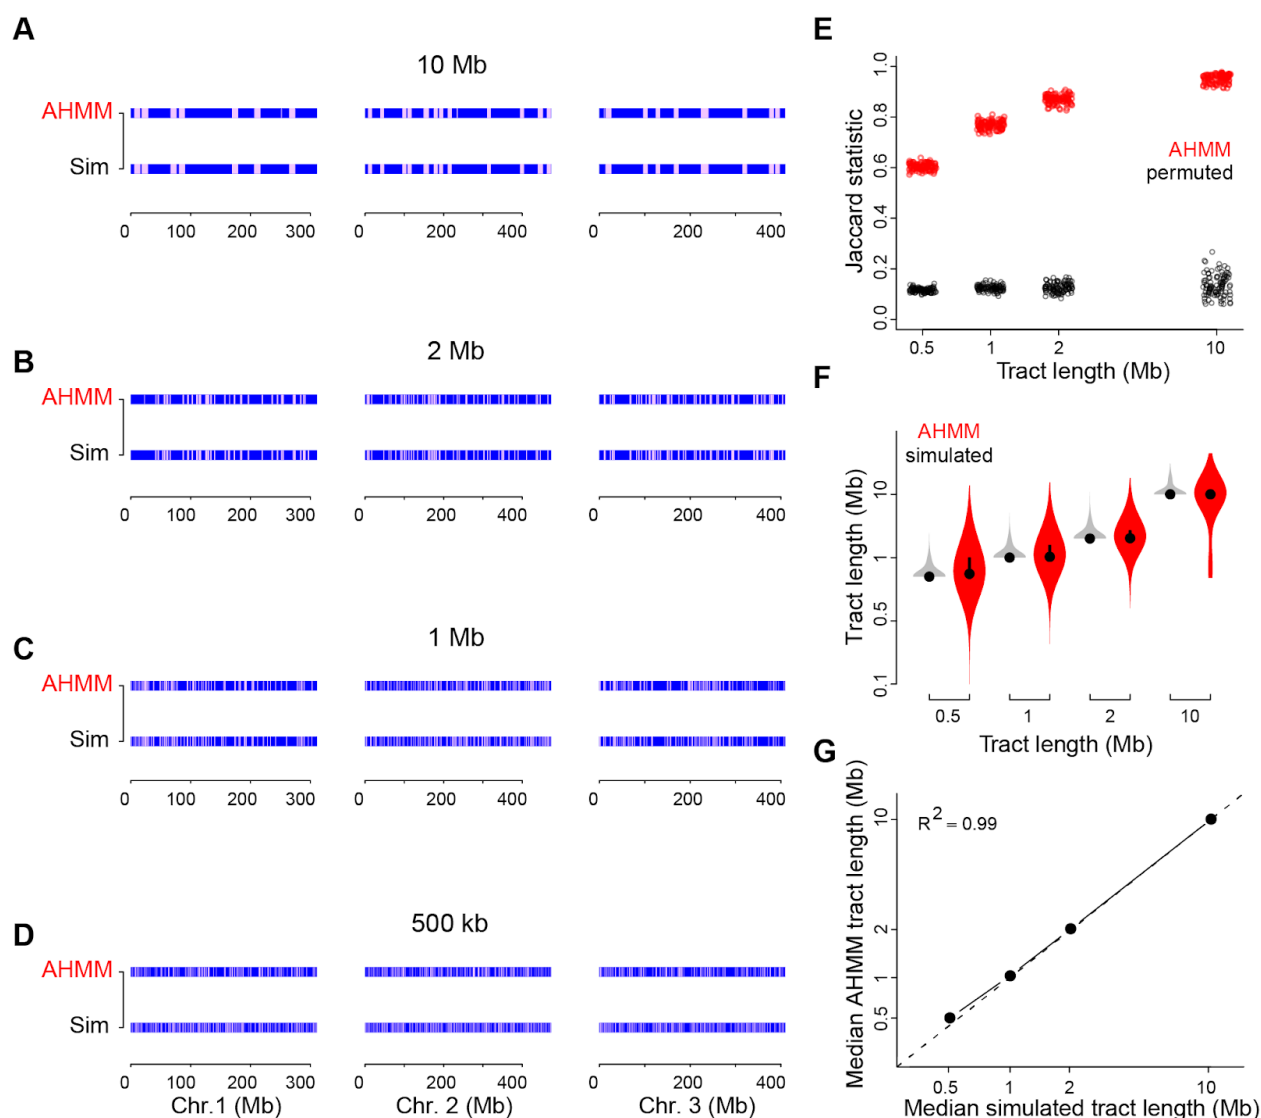 A
10 Mb
AHMM
Sim
0 100 200 300
0 200 400
0 200 400
B
2 Mb
AHMM
Sim
0 100 200 300
0 200 400
0 200 400
C
1 Mb
AHMM
Sim
0 100 200 300
0 200 400
0 200 400
D
500 kb
AHMM
Sim
0 100 200 300
0 200 400
0 200 400
Chr.1 (Mb)
Chr. 2 (Mb)
Chr. 3 (Mb)
E
Jaccard statistic
1.0
0.8
0.6
0.4
0.2
0.0
AHMM
permuted
0.5 1 2 10
Tract length (Mb)
F
AHMM
simulated
Tract length (Mb)
10
1
0.5
0.1
0.5 1 2 10
Tract length (Mb)
G
Median AHMM tract length (Mb)
R2 = 0.99
10
2
1
0.5
0.5 1 2 10
Median simulated tract length (Mb)